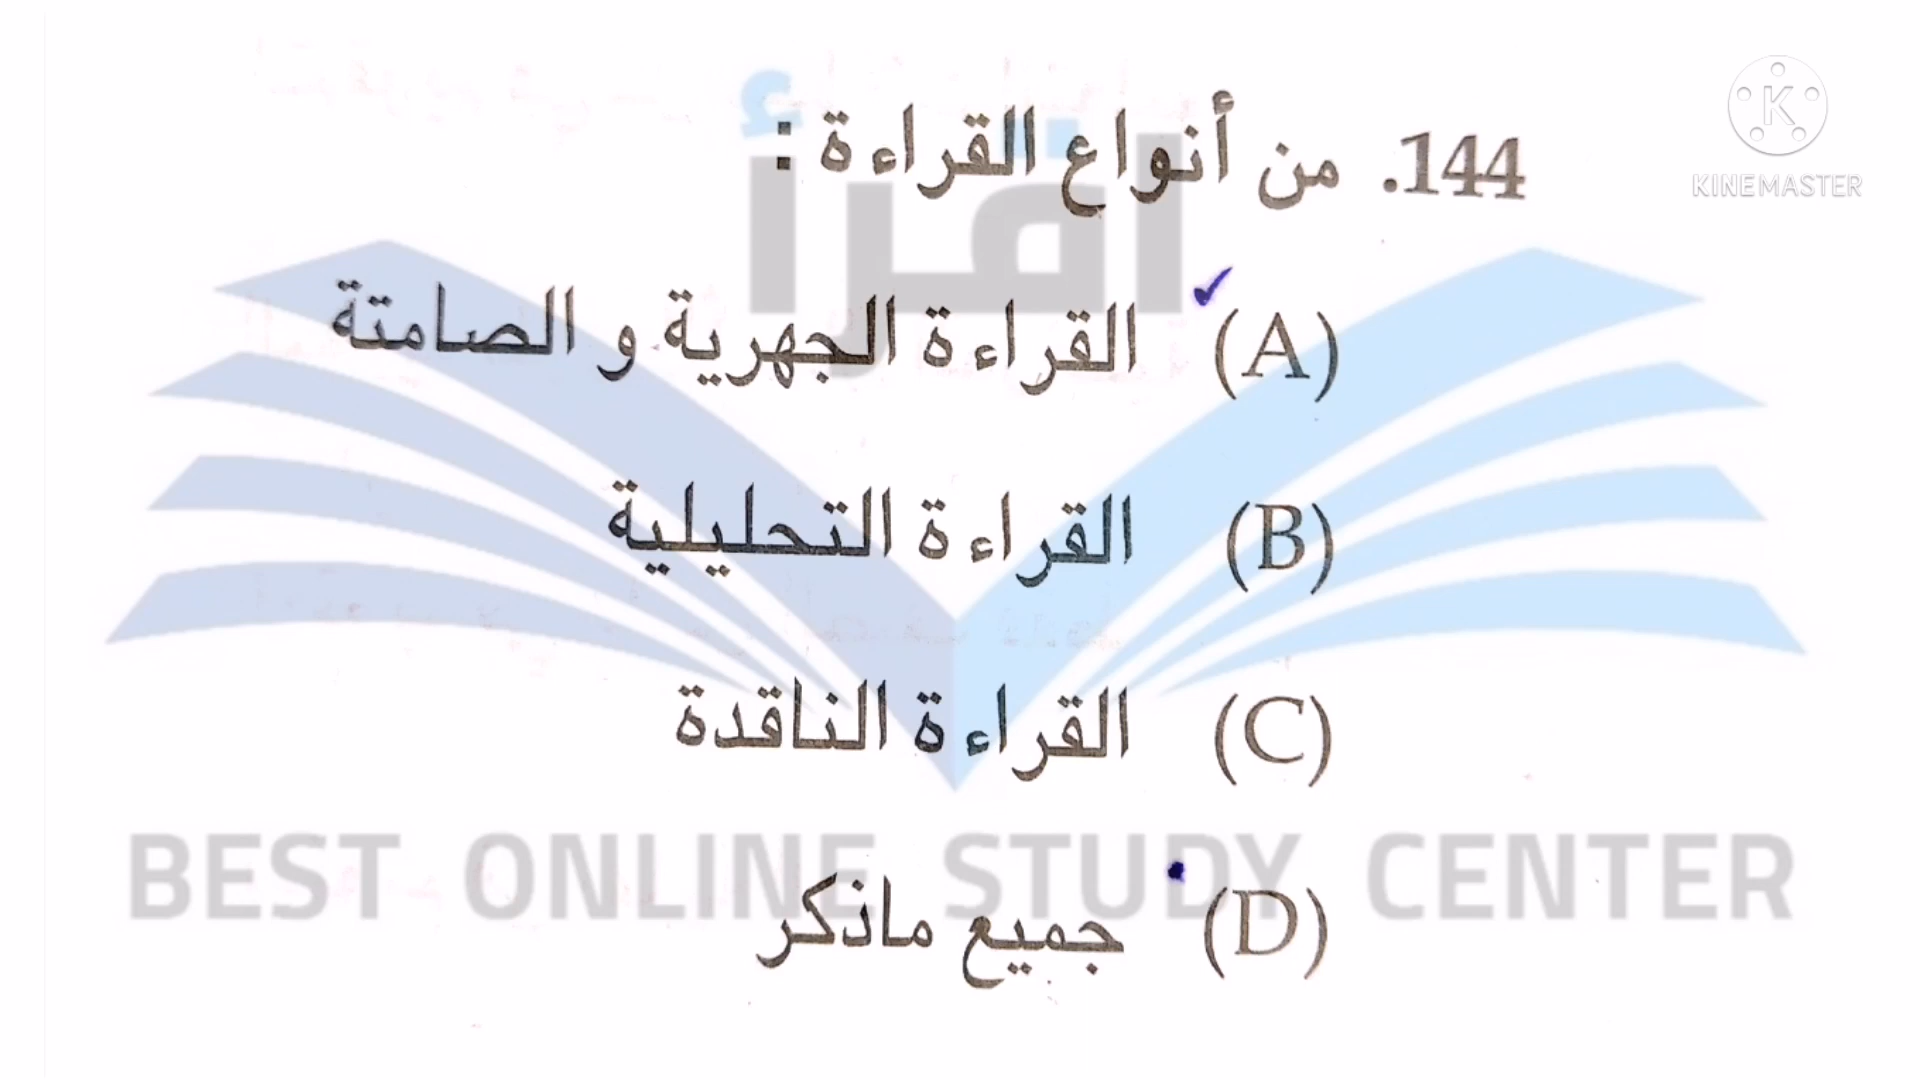 KINEMASTER
144. من أنواع القراءة :
اقرأ
(A) القراءة الجهرية و الصامتة
(B) القراءة التحليلية
(C) القراءة الناقدة
BEST ONLINE STUDY CENTER
(D) جميع ماذكر